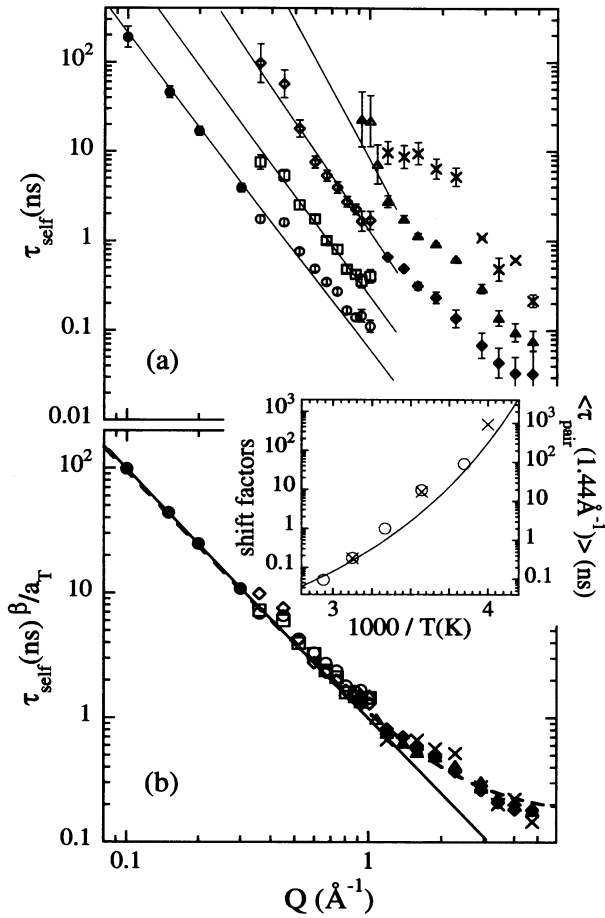 10²
10
1
0.1
0.01
τself(ns)
(a)
10³
10²
10
1
0.1
shift factors
10³
10²
10
1
0.1
<τpair(1.44Å⁻¹)> (ns)
3
4
1000 / T(K)
10²
10
1
0.1
τself(ns) β/aT
(b)
0.1
1
Q (Å⁻¹)